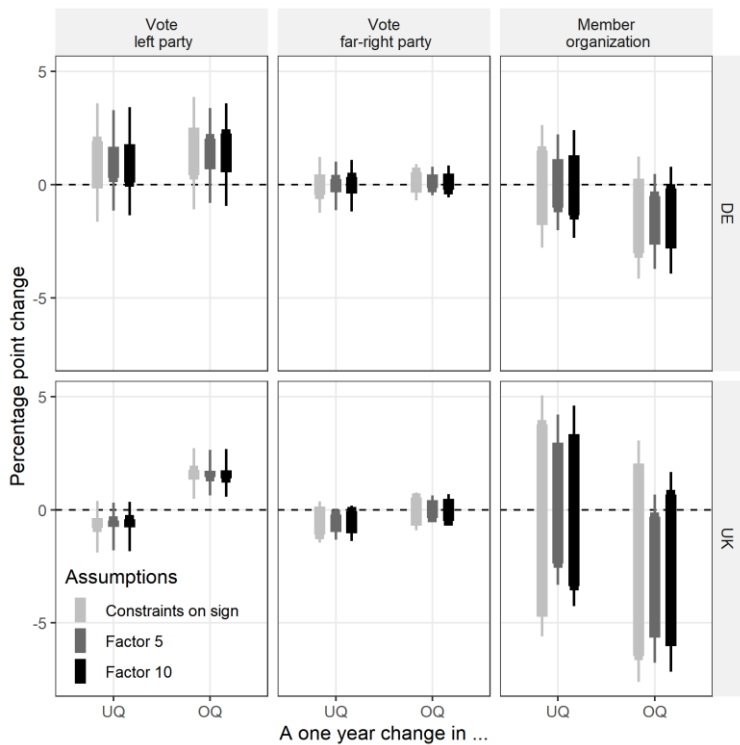 Vote
left party
Vote
far-right party
Member
organization
5
0
-5
DE
5
0
-5
UK
Percentage point change
Assumptions
Constraints on sign
Factor 5
Factor 10
UQ
OQ
UQ
OQ
UQ
OQ
A one year change in ...